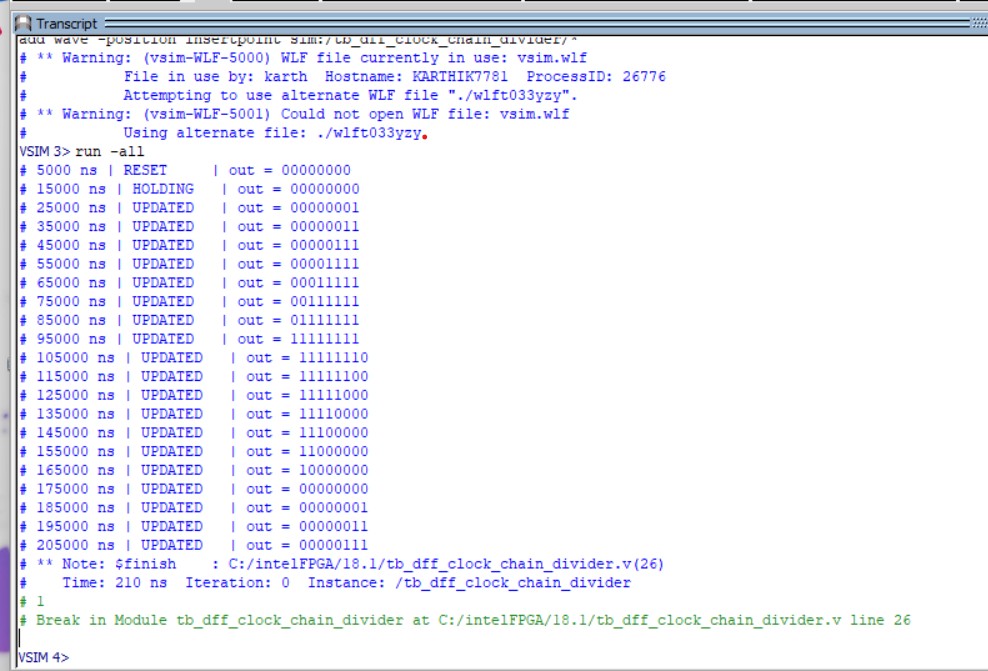 Transcript
add wave -position insertpoint sim:/tb_dff_clock_chain_divider/*
# ** Warning: (vsim-WLF-5000) WLF file currently in use: vsim.wlf
#           File in use by: karth  Hostname: KARTHIK7781  ProcessID: 26776
#           Attempting to use alternate WLF file "./wlft033yzy".
# ** Warning: (vsim-WLF-5001) Could not open WLF file: vsim.wlf
#           Using alternate file: ./wlft033yzy
VSIM 3> run -all
# 5000 ns | RESET     | out = 00000000
# 15000 ns | HOLDING   | out = 00000000
# 25000 ns | UPDATED   | out = 00000001
# 35000 ns | UPDATED   | out = 00000011
# 45000 ns | UPDATED   | out = 00000111
# 55000 ns | UPDATED   | out = 00001111
# 65000 ns | UPDATED   | out = 00011111
# 75000 ns | UPDATED   | out = 00111111
# 85000 ns | UPDATED   | out = 01111111
# 95000 ns | UPDATED   | out = 11111111
# 105000 ns | UPDATED   | out = 11111110
# 115000 ns | UPDATED   | out = 11111100
# 125000 ns | UPDATED   | out = 11111000
# 135000 ns | UPDATED   | out = 11110000
# 145000 ns | UPDATED   | out = 11100000
# 155000 ns | UPDATED   | out = 11000000
# 165000 ns | UPDATED   | out = 10000000
# 175000 ns | UPDATED   | out = 00000000
# 185000 ns | UPDATED   | out = 00000001
# 195000 ns | UPDATED   | out = 00000011
# 205000 ns | UPDATED   | out = 00000111
# ** Note: $finish    : C:/intelFPGA/18.1/tb_dff_clock_chain_divider.v(26)
#    Time: 210 ns  Iteration: 0  Instance: /tb_dff_clock_chain_divider
# 1
# Break in Module tb_dff_clock_chain_divider at C:/intelFPGA/18.1/tb_dff_clock_chain_divider.v line 26
VSIM 4>